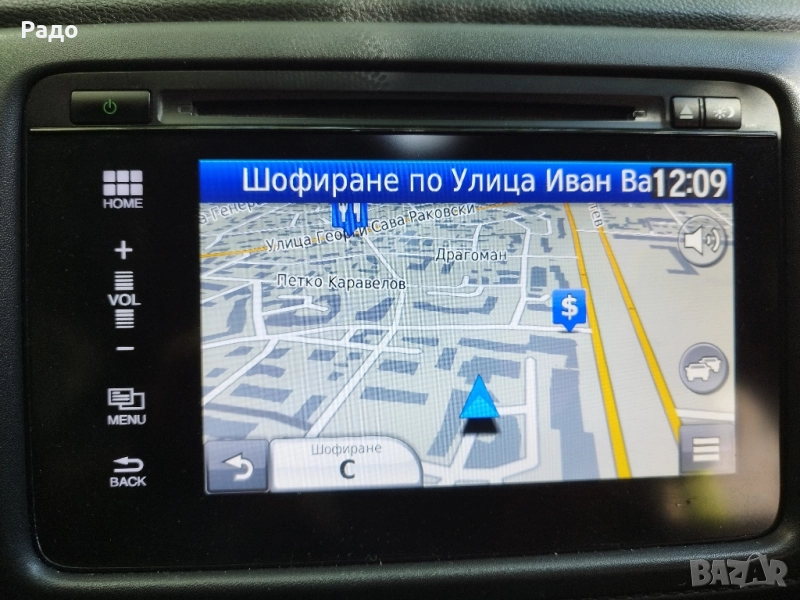 Радо
Шофиране по Улица Иван Ва
12:09
HOME
+
VOL
−
MENU
BACK
Улица Георги Сава Раковски
Драгоман
Петко Каравелов
$
Шофиране
С
BAZAR